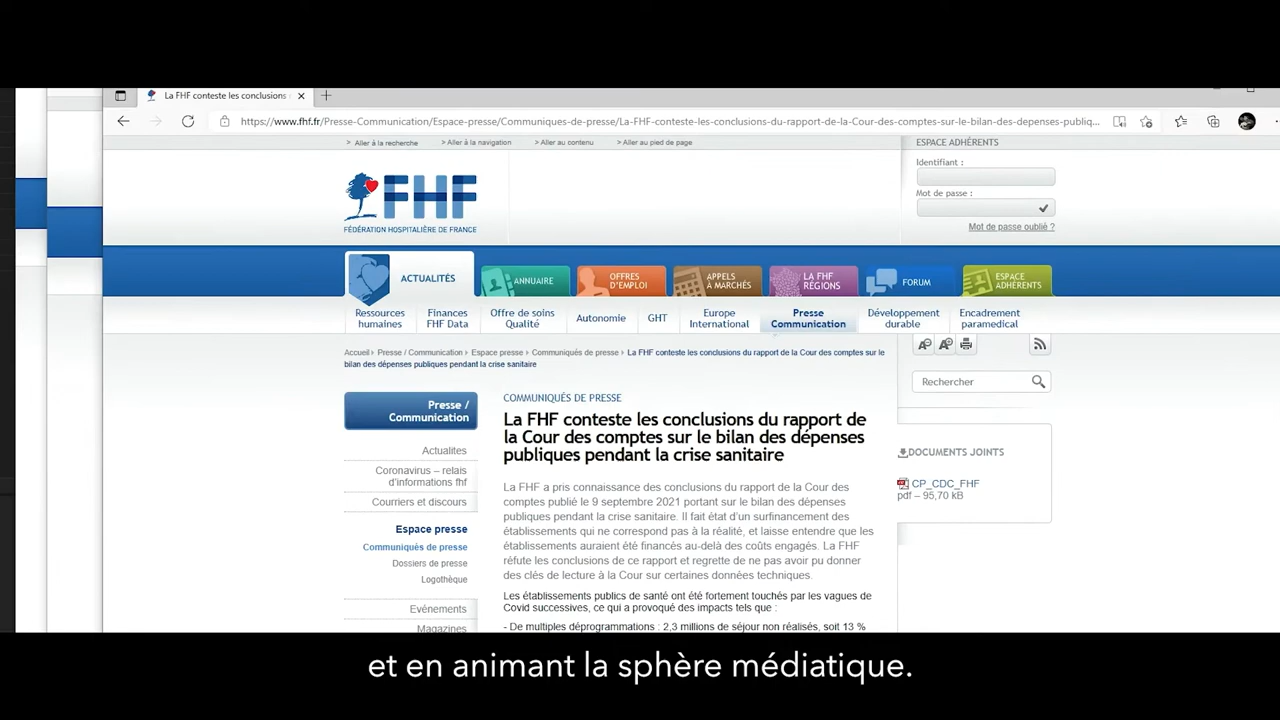 La FHF conteste les conclusions
https://www.fhf.fr/Presse-Communication/Espace-presse/Communiques-de-presse/La-FHF-conteste-les-conclusions-du-rapport-de-la-Cour-des-comptes-sur-le-bilan-des-depenses-publiq...
> Aller à la recherche > Aller à la navigation > Aller au contenu > Aller au pied de page
ESPACE ADHÉRENTS
Identifiant :
Mot de passe :
Mot de passe oublié ?
FHF
FÉDÉRATION HOSPITALIÈRE DE FRANCE
ACTUALITÉS
ANNUAIRE
OFFRES
D'EMPLOI
APPELS
À MARCHÉS
LA FHF
RÉGIONS
FORUM
ESPACE
ADHÉRENTS
Ressources
humaines
Finances
FHF Data
Offre de soins
Qualité
Autonomie
GHT
Europe
International
Presse
Communication
Développement
durable
Encadrement
paramedical
Accueil > Presse / Communication > Espace presse > Communiqués de presse > La FHF conteste les conclusions du rapport de la Cour des comptes sur le
bilan des dépenses publiques pendant la crise sanitaire
Rechercher
Presse /
Communication
Actualites
Coronavirus – relais
d'informations fhf
Courriers et discours
Espace presse
Communiqués de presse
Dossiers de presse
Logothèque
Evénements
Magazines
COMMUNIQUÉS DE PRESSE
La FHF conteste les conclusions du rapport de
la Cour des comptes sur le bilan des dépenses
publiques pendant la crise sanitaire
La FHF a pris connaissance des conclusions du rapport de la Cour des
comptes publié le 9 septembre 2021 portant sur le bilan des dépenses
publiques pendant la crise sanitaire. Il fait état d'un surfinancement des
établissements qui ne correspond pas à la réalité, et laisse entendre que les
établissements auraient été financés au-delà des coûts engagés. La FHF
réfute les conclusions de ce rapport et regrette de ne pas avoir pu donner
des clés de lecture à la Cour sur certaines données techniques.
Les établissements publics de santé ont été fortement touchés par les vagues de
Covid successives, ce qui a provoqué des impacts tels que :
- De multiples déprogrammations : 2,3 millions de séjour non réalisés, soit 13 %
DOCUMENTS JOINTS
CP_CDC_FHF
pdf – 95,70 kB
et en animant la sphère médiatique.